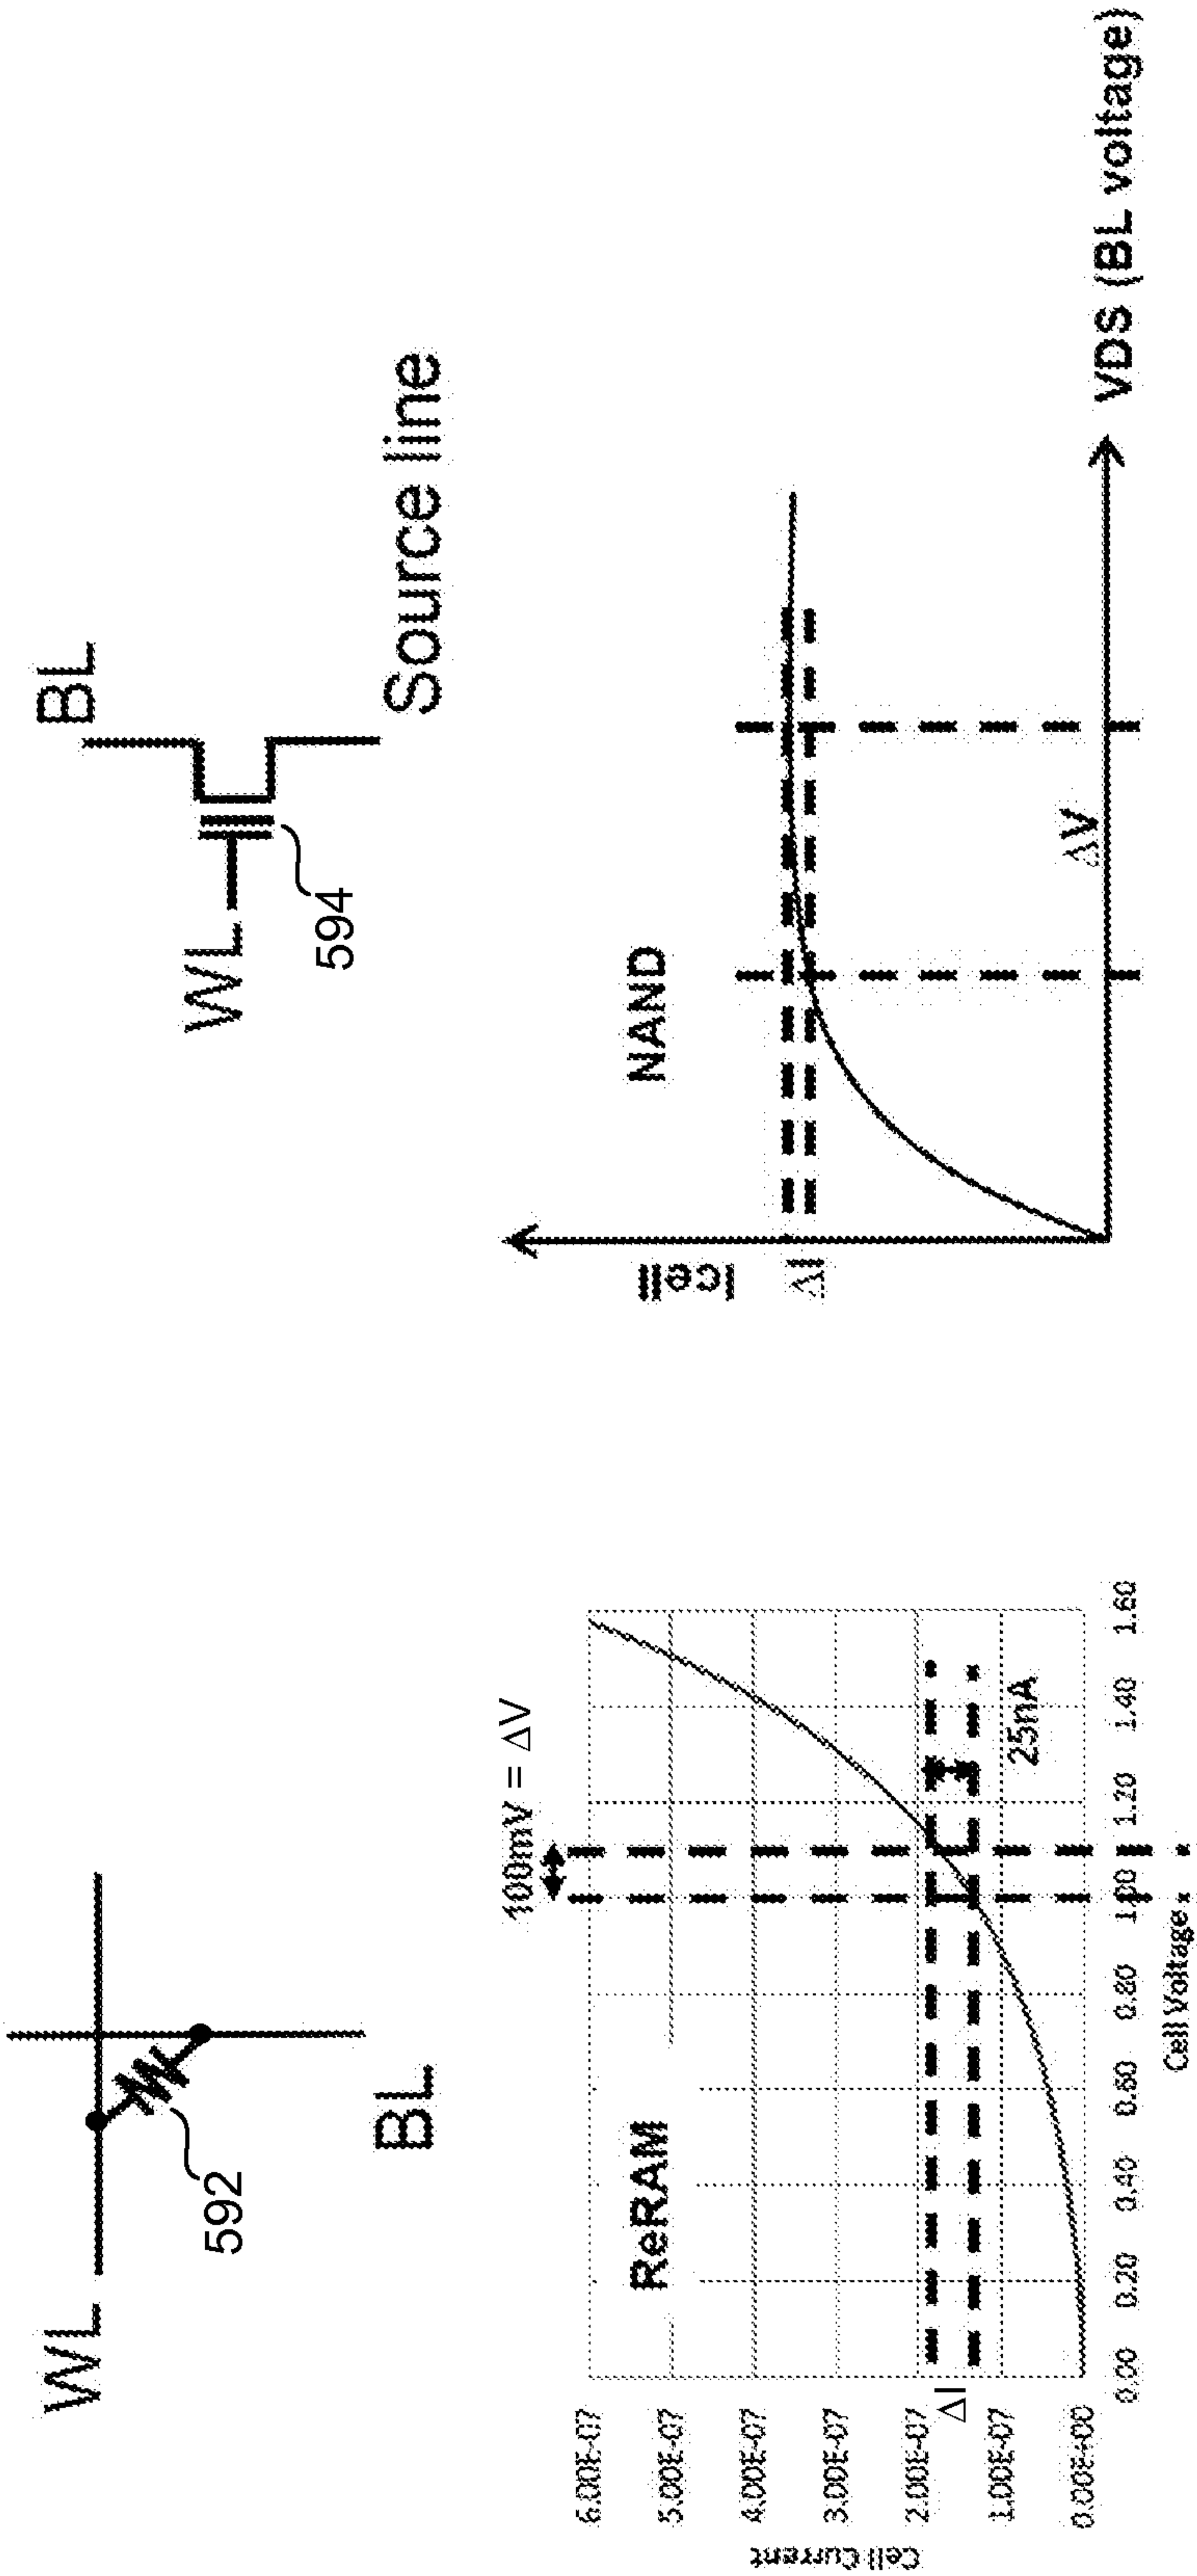 WL
592
BL
WL
594
BL
Source line
100mV = ΔV
ReRAM
Cell Current
6.00E-07
5.00E-07
4.00E-07
3.00E-07
2.00E-07
ΔI
1.00E-07
0.00E+00
25nA
0.00 0.20 0.40 0.60 0.80 1.00 1.20 1.40 1.60
Cell Voltage
NAND
Icell
ΔI
ΔV
VDS (BL voltage)